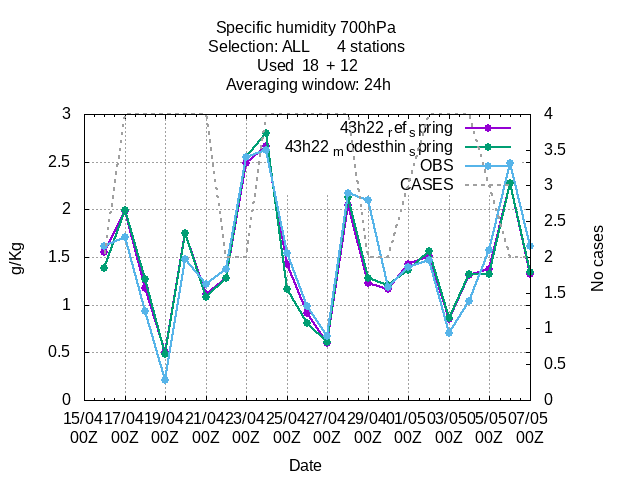 Specific humidity 700hPa
Selection: ALL 4 stations
Used 18 + 12
Averaging window: 24h
43h22_ref_spring
43h22_modesthin_spring
OBS
CASES
3
2.5
2
1.5
1
0.5
0
g/Kg
4
3.5
3
2.5
2
1.5
1
0.5
0
No cases
15/04 17/04 19/04 21/04 23/04 25/04 27/04 29/04 01/05 03/05 05/05 07/05
00Z 00Z 00Z 00Z 00Z 00Z 00Z 00Z 00Z 00Z 00Z 00Z
Date